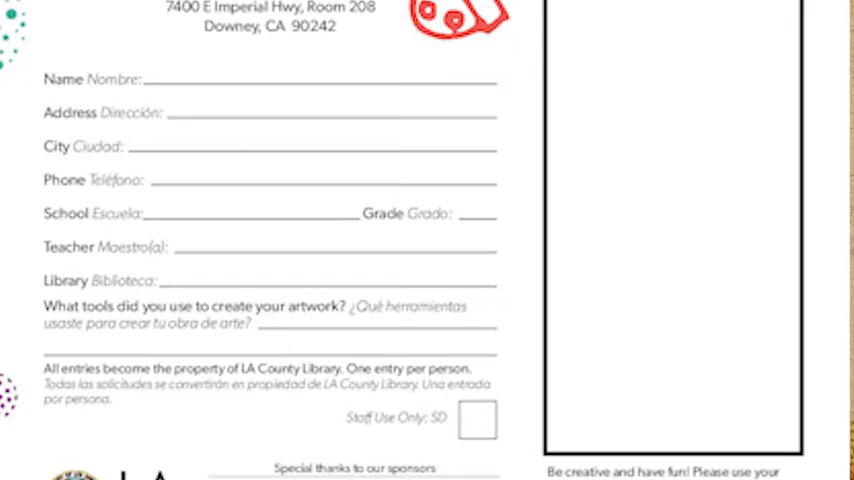 7400 E Imperial Hwy, Room 208
Downey, CA 90242
Name Nombre:
Address Dirección:
City Ciudad:
Phone Teléfono:
School Escuela: Grade Grado:
Teacher Maestro(a):
Library Biblioteca:
What tools did you use to create your artwork? ¿Qué herramientas
usaste para crear tu obra de arte?
All entries become the property of LA County Library. One entry per person.
Todas las solicitudes se convertirán en propiedad de LA County Library. Una entrada
por persona.
Staff Use Only: SD
Special thanks to our sponsors
LA
Be creative and have fun! Please use your